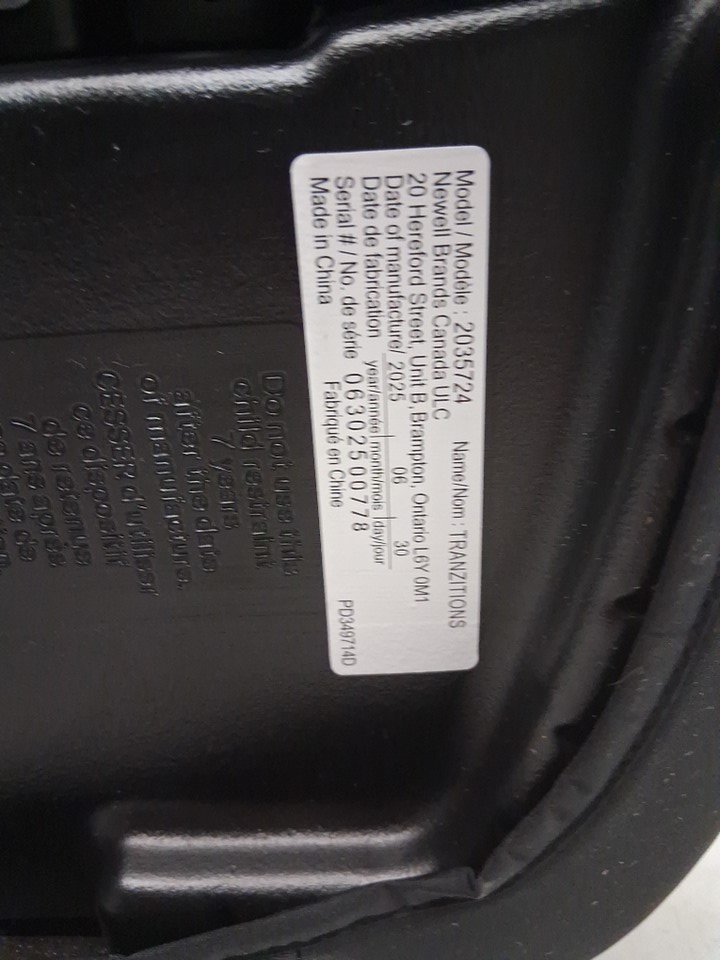 Model / Modèle : 2035724 Name/Nom : TRANZITIONS
Newell Brands Canada ULC
20 Hereford Street, Unit B, Brampton, Ontario L6Y 0M1
Date of manufacture/ 2025 06 30
Date de fabrication year/année month/mois day/jour
Serial # / No. de série 06302500778
Made in China Fabriqué en Chine PD349714D
Do not use this
child restraint
7 years
after the date
of manufacture.
CESSER d'utiliser
ce dispositif
de retenue
7 ans après